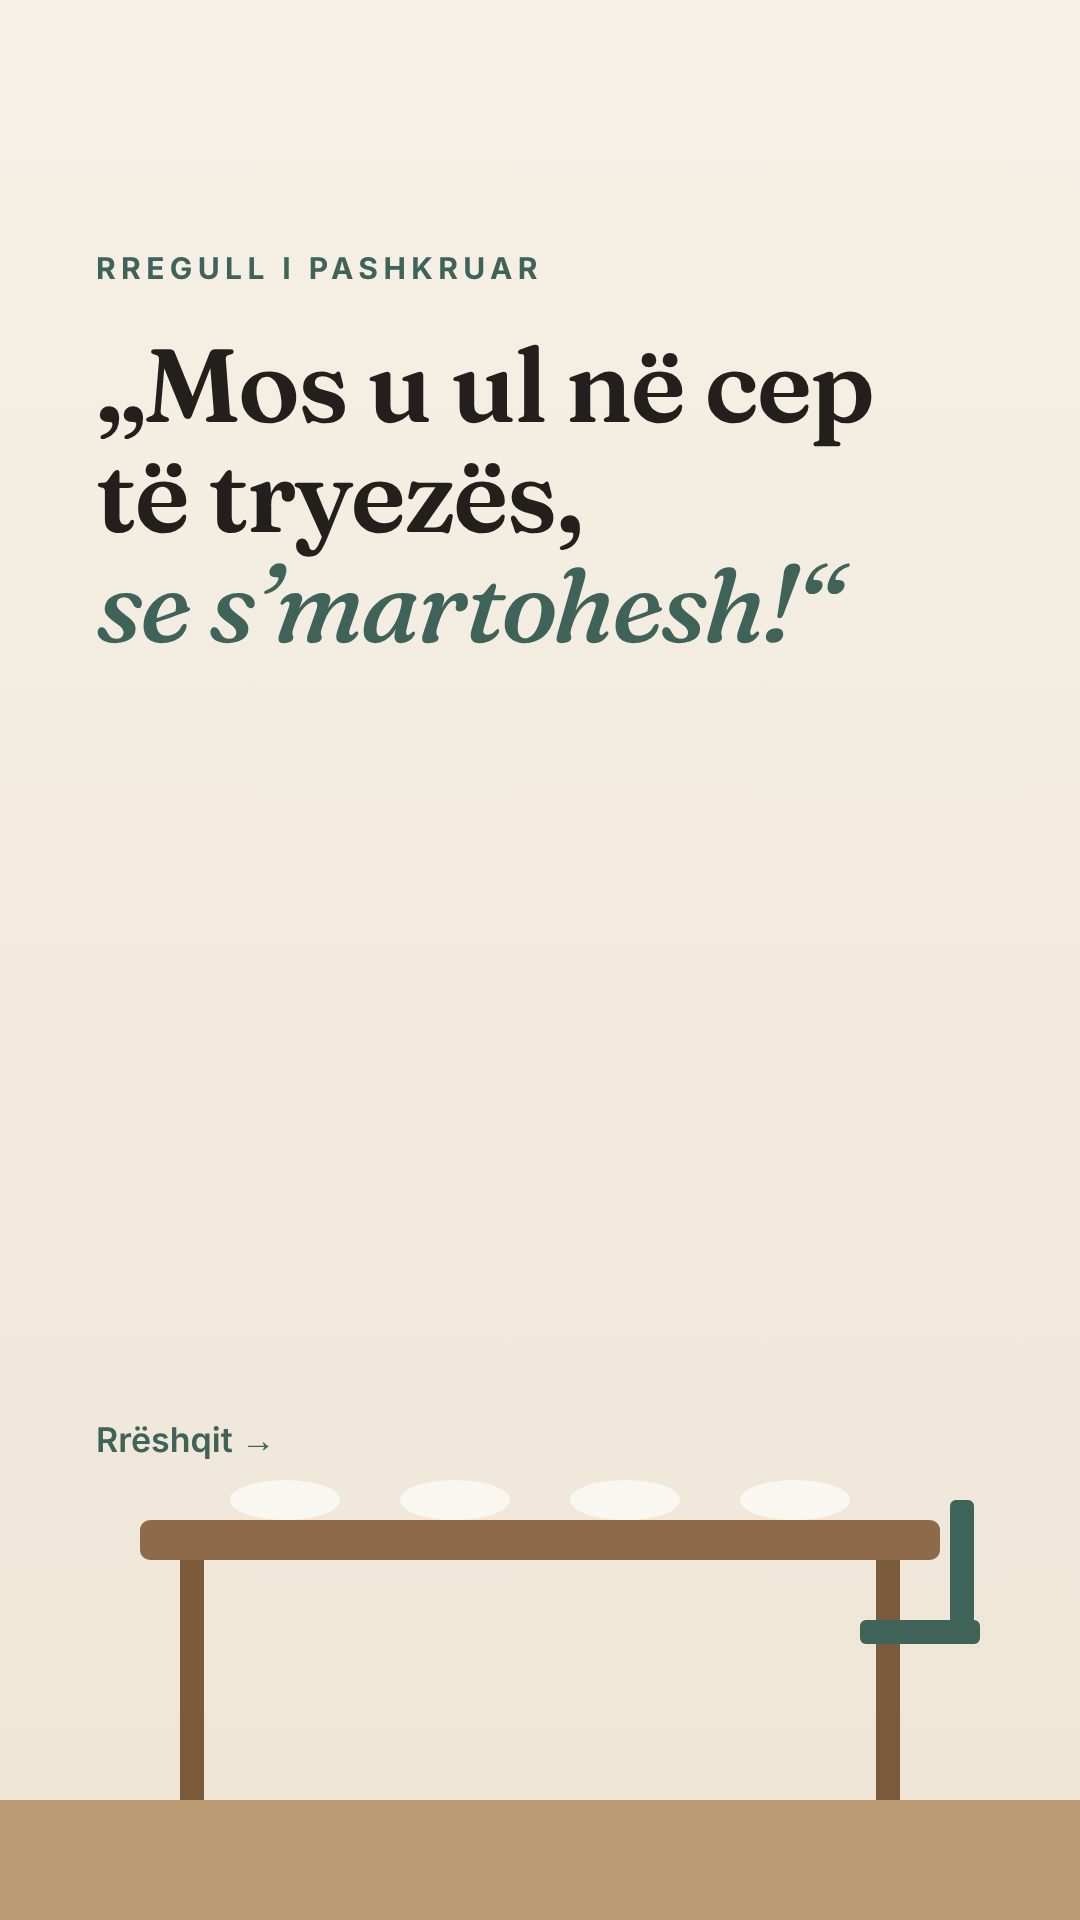 RREGULL I PASHKRUAR
„Mos u ul në cep
të tryezës,
se s’martohesh!“
Rrëshqit →